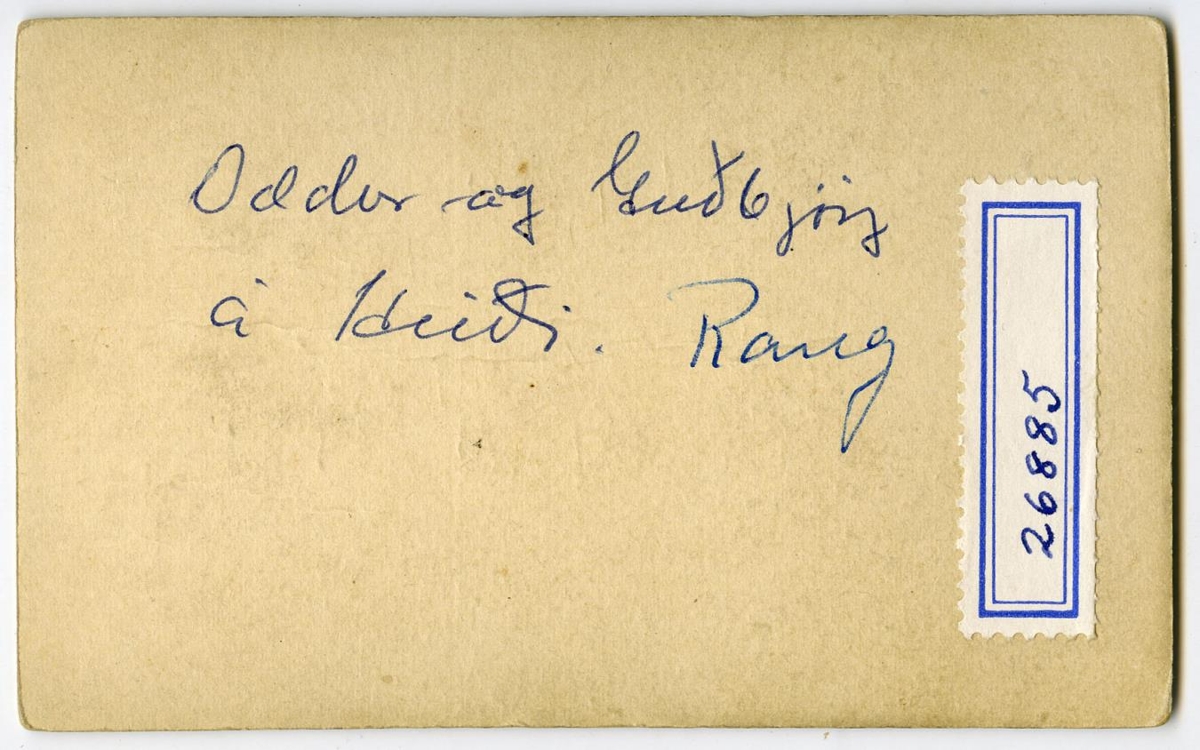 Oddur og Guðbjörg
á Heiði. Rang
26885